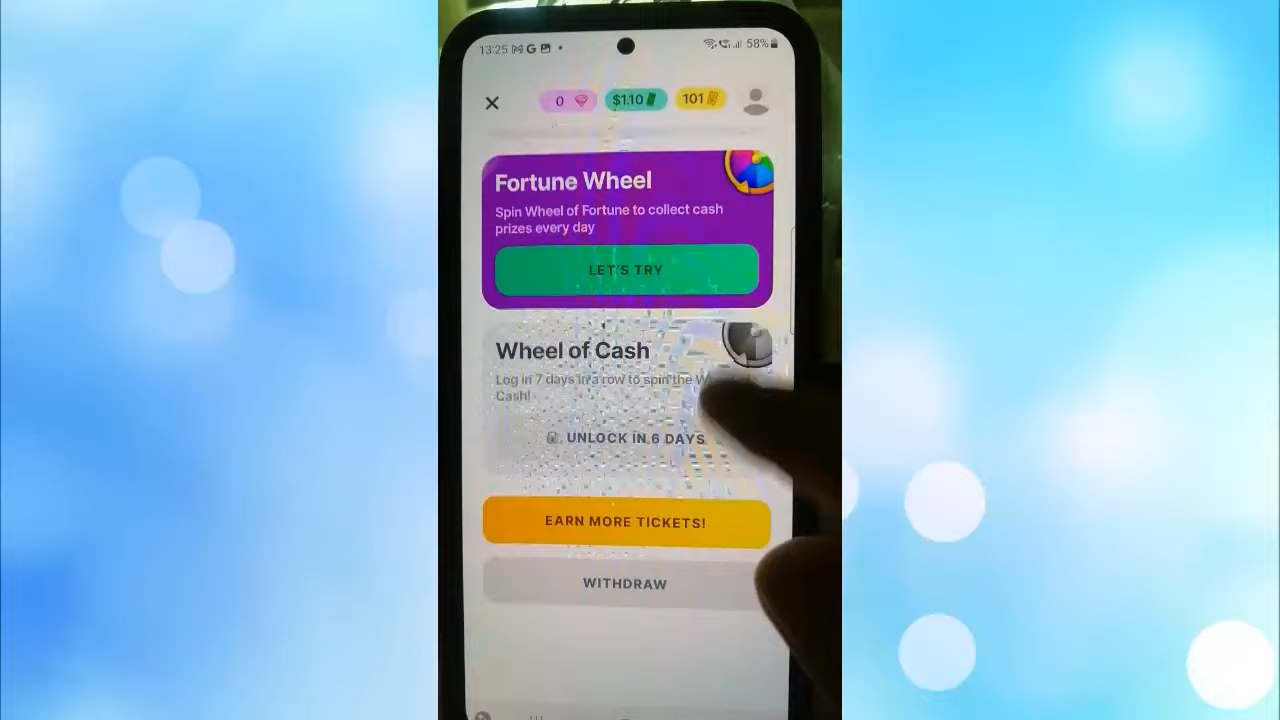 13:25 58%
0 $1.10 101
Fortune Wheel
Spin Wheel of Fortune to collect cash
prizes every day
LET'S TRY
Wheel of Cash
Log in 7 days in a row to spin the
Cash!
UNLOCK IN 6 DAYS
EARN MORE TICKETS!
WITHDRAW